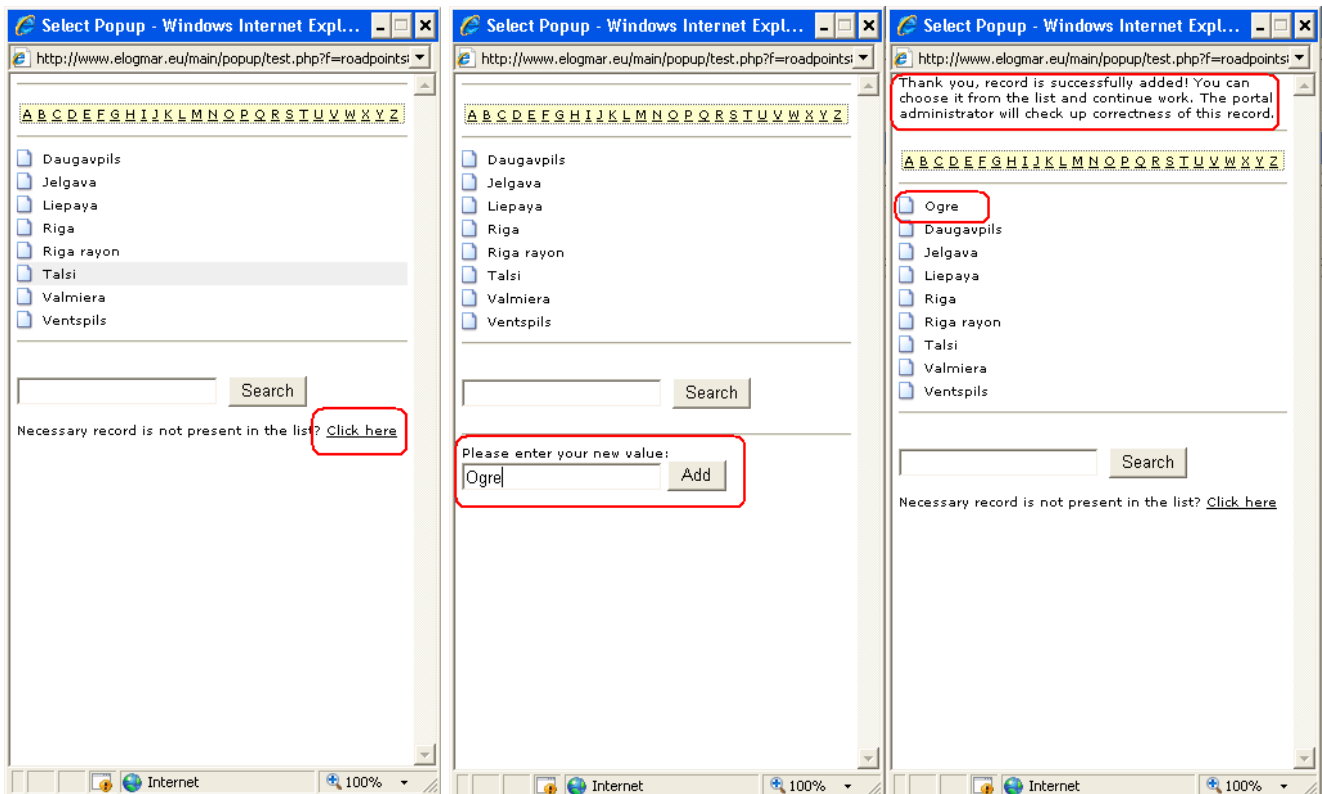 Select Popup - Windows Internet Expl...
http://www.elogmar.eu/main/popup/test.php?f=roadpoints
A B C D E F G H I J K L M N O P Q R S T U V W X Y Z
Daugavpils
Jelgava
Liepaya
Riga
Riga rayon
Talsi
Valmiera
Ventspils
Search
Necessary record is not present in the list? Click here
Internet
100%
Select Popup - Windows Internet Expl...
http://www.elogmar.eu/main/popup/test.php?f=roadpoints
A B C D E F G H I J K L M N O P Q R S T U V W X Y Z
Daugavpils
Jelgava
Liepaya
Riga
Riga rayon
Talsi
Valmiera
Ventspils
Search
Please enter your new value:
Ogre
Add
Internet
100%
Select Popup - Windows Internet Expl...
http://www.elogmar.eu/main/popup/test.php?f=roadpoints
Thank you, record is successfully added! You can
choose it from the list and continue work. The portal
administrator will check up correctness of this record.
A B C D E F G H I J K L M N O P Q R S T U V W X Y Z
Ogre
Daugavpils
Jelgava
Liepaya
Riga
Riga rayon
Talsi
Valmiera
Ventspils
Search
Necessary record is not present in the list? Click here
Internet
100%